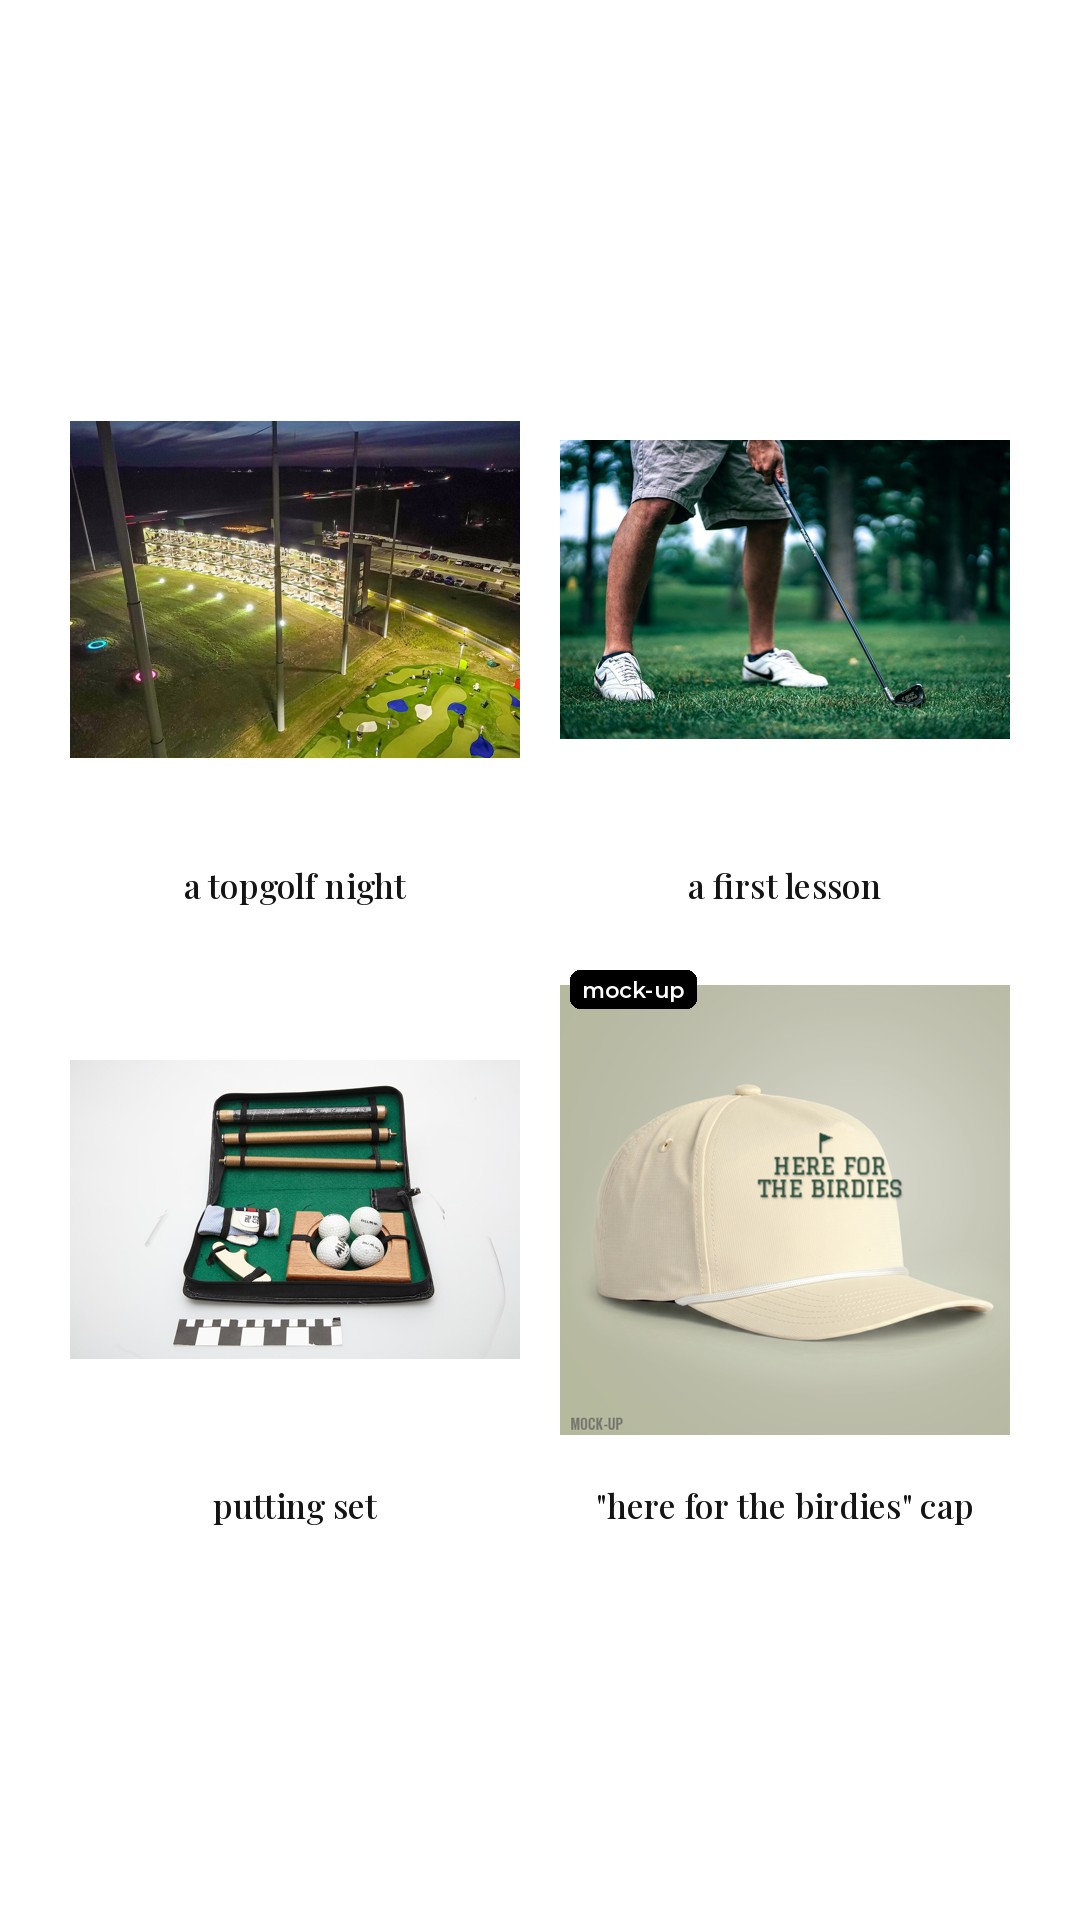 a topgolf night
a first lesson
mock-up
HERE FOR
THE BIRDIES
MOCK-UP
putting set
"here for the birdies" cap